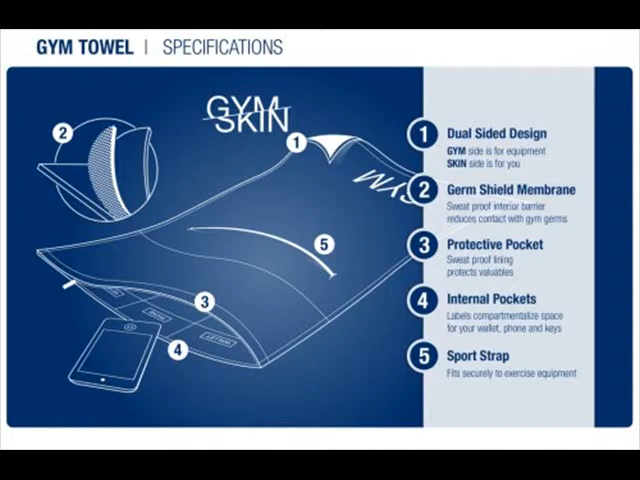 GYM TOWEL | SPECIFICATIONS
GYM
SKIN
2
1
GYM
5
3
4
1 Dual Sided Design
GYM side is for equipment
SKIN side is for you
2 Germ Shield Membrane
Sweat proof interior barrier
reduces contact with gym germs
3 Protective Pocket
Sweat proof lining
protects valuables
4 Internal Pockets
Labels compartmentalize space
for your wallet, phone and keys
5 Sport Strap
Fits securely to exercise equipment